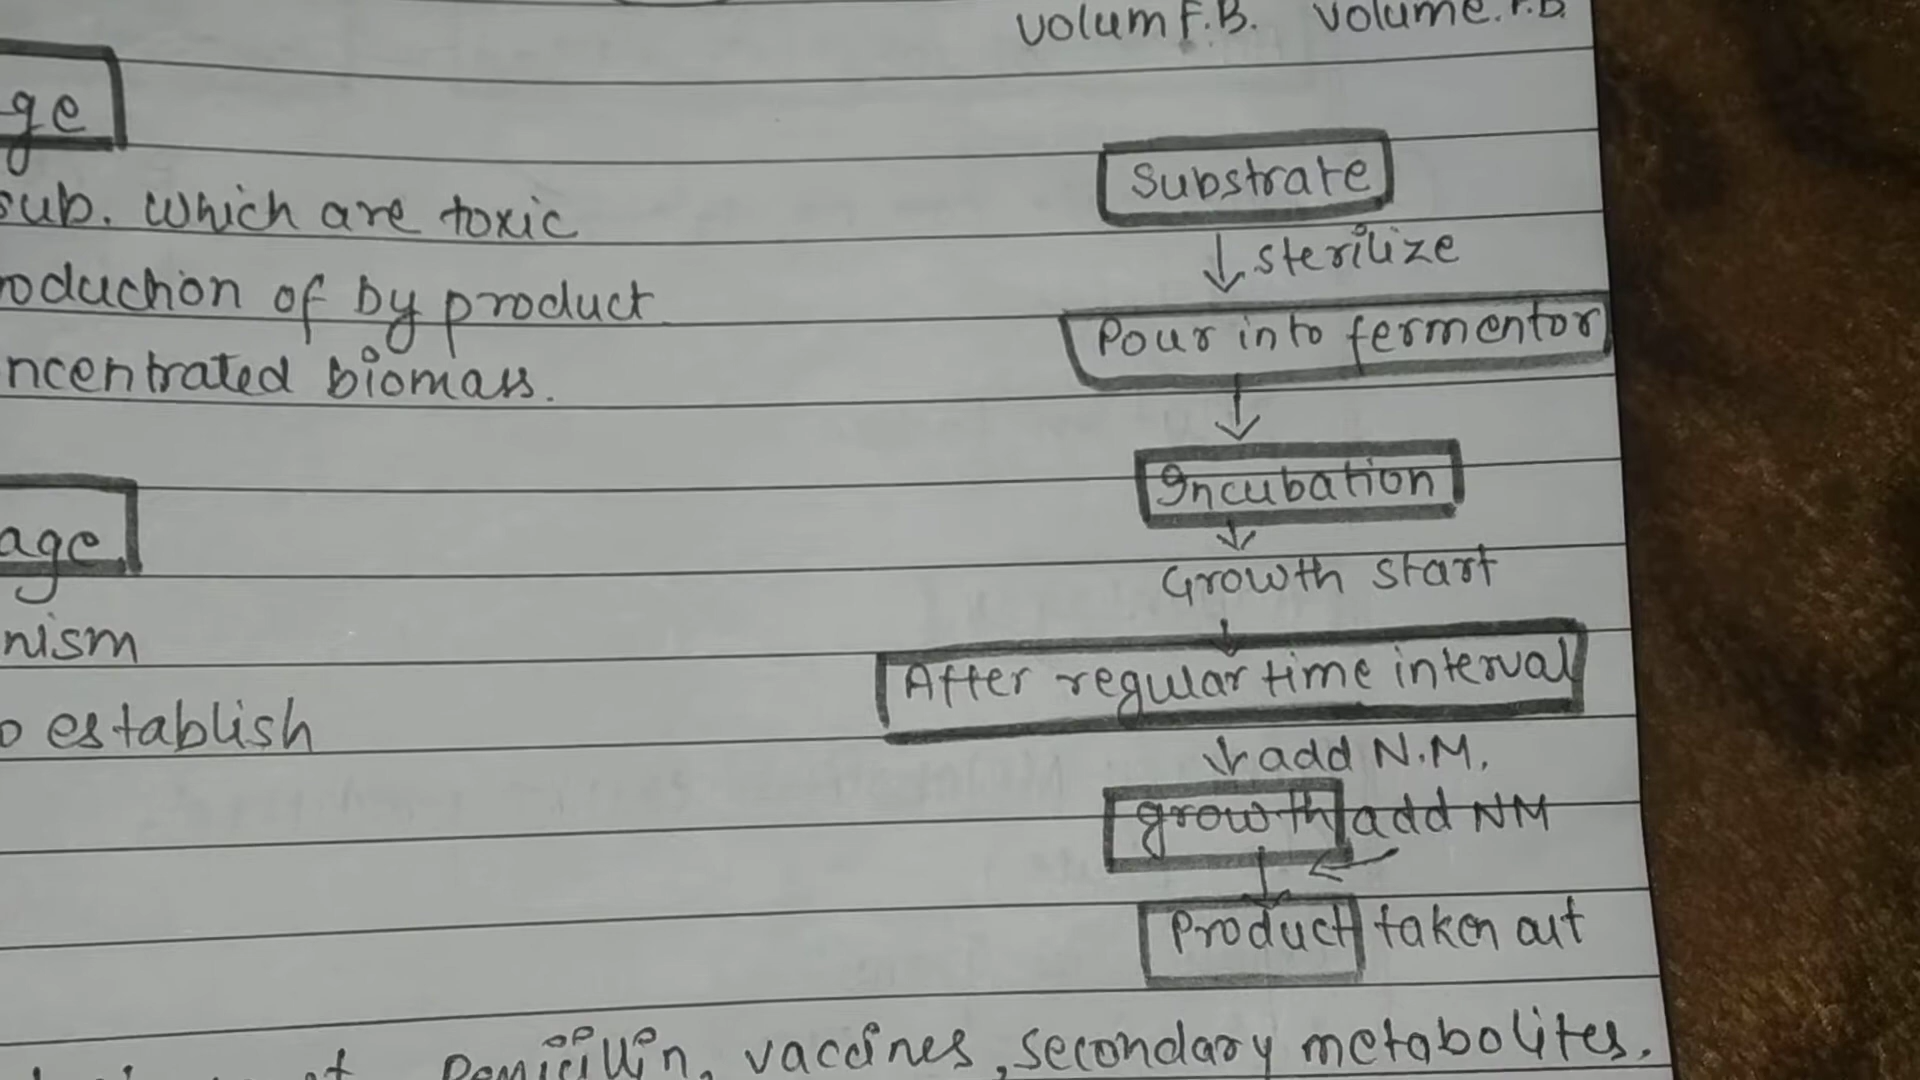 volum F.B. volume. F.B.
ge
sub. which are toxic
oduction of by product
ncentrated biomass.
age
nism
o establish
Substrate
↓ sterilize
Pour into fermentor
↓
Incubation
↓
Growth start
↓
After regular time interval
↓ add N.M.
growth add NM
↓ ←
Product taken out
of Penicillin, vaccines, secondary metabolites.